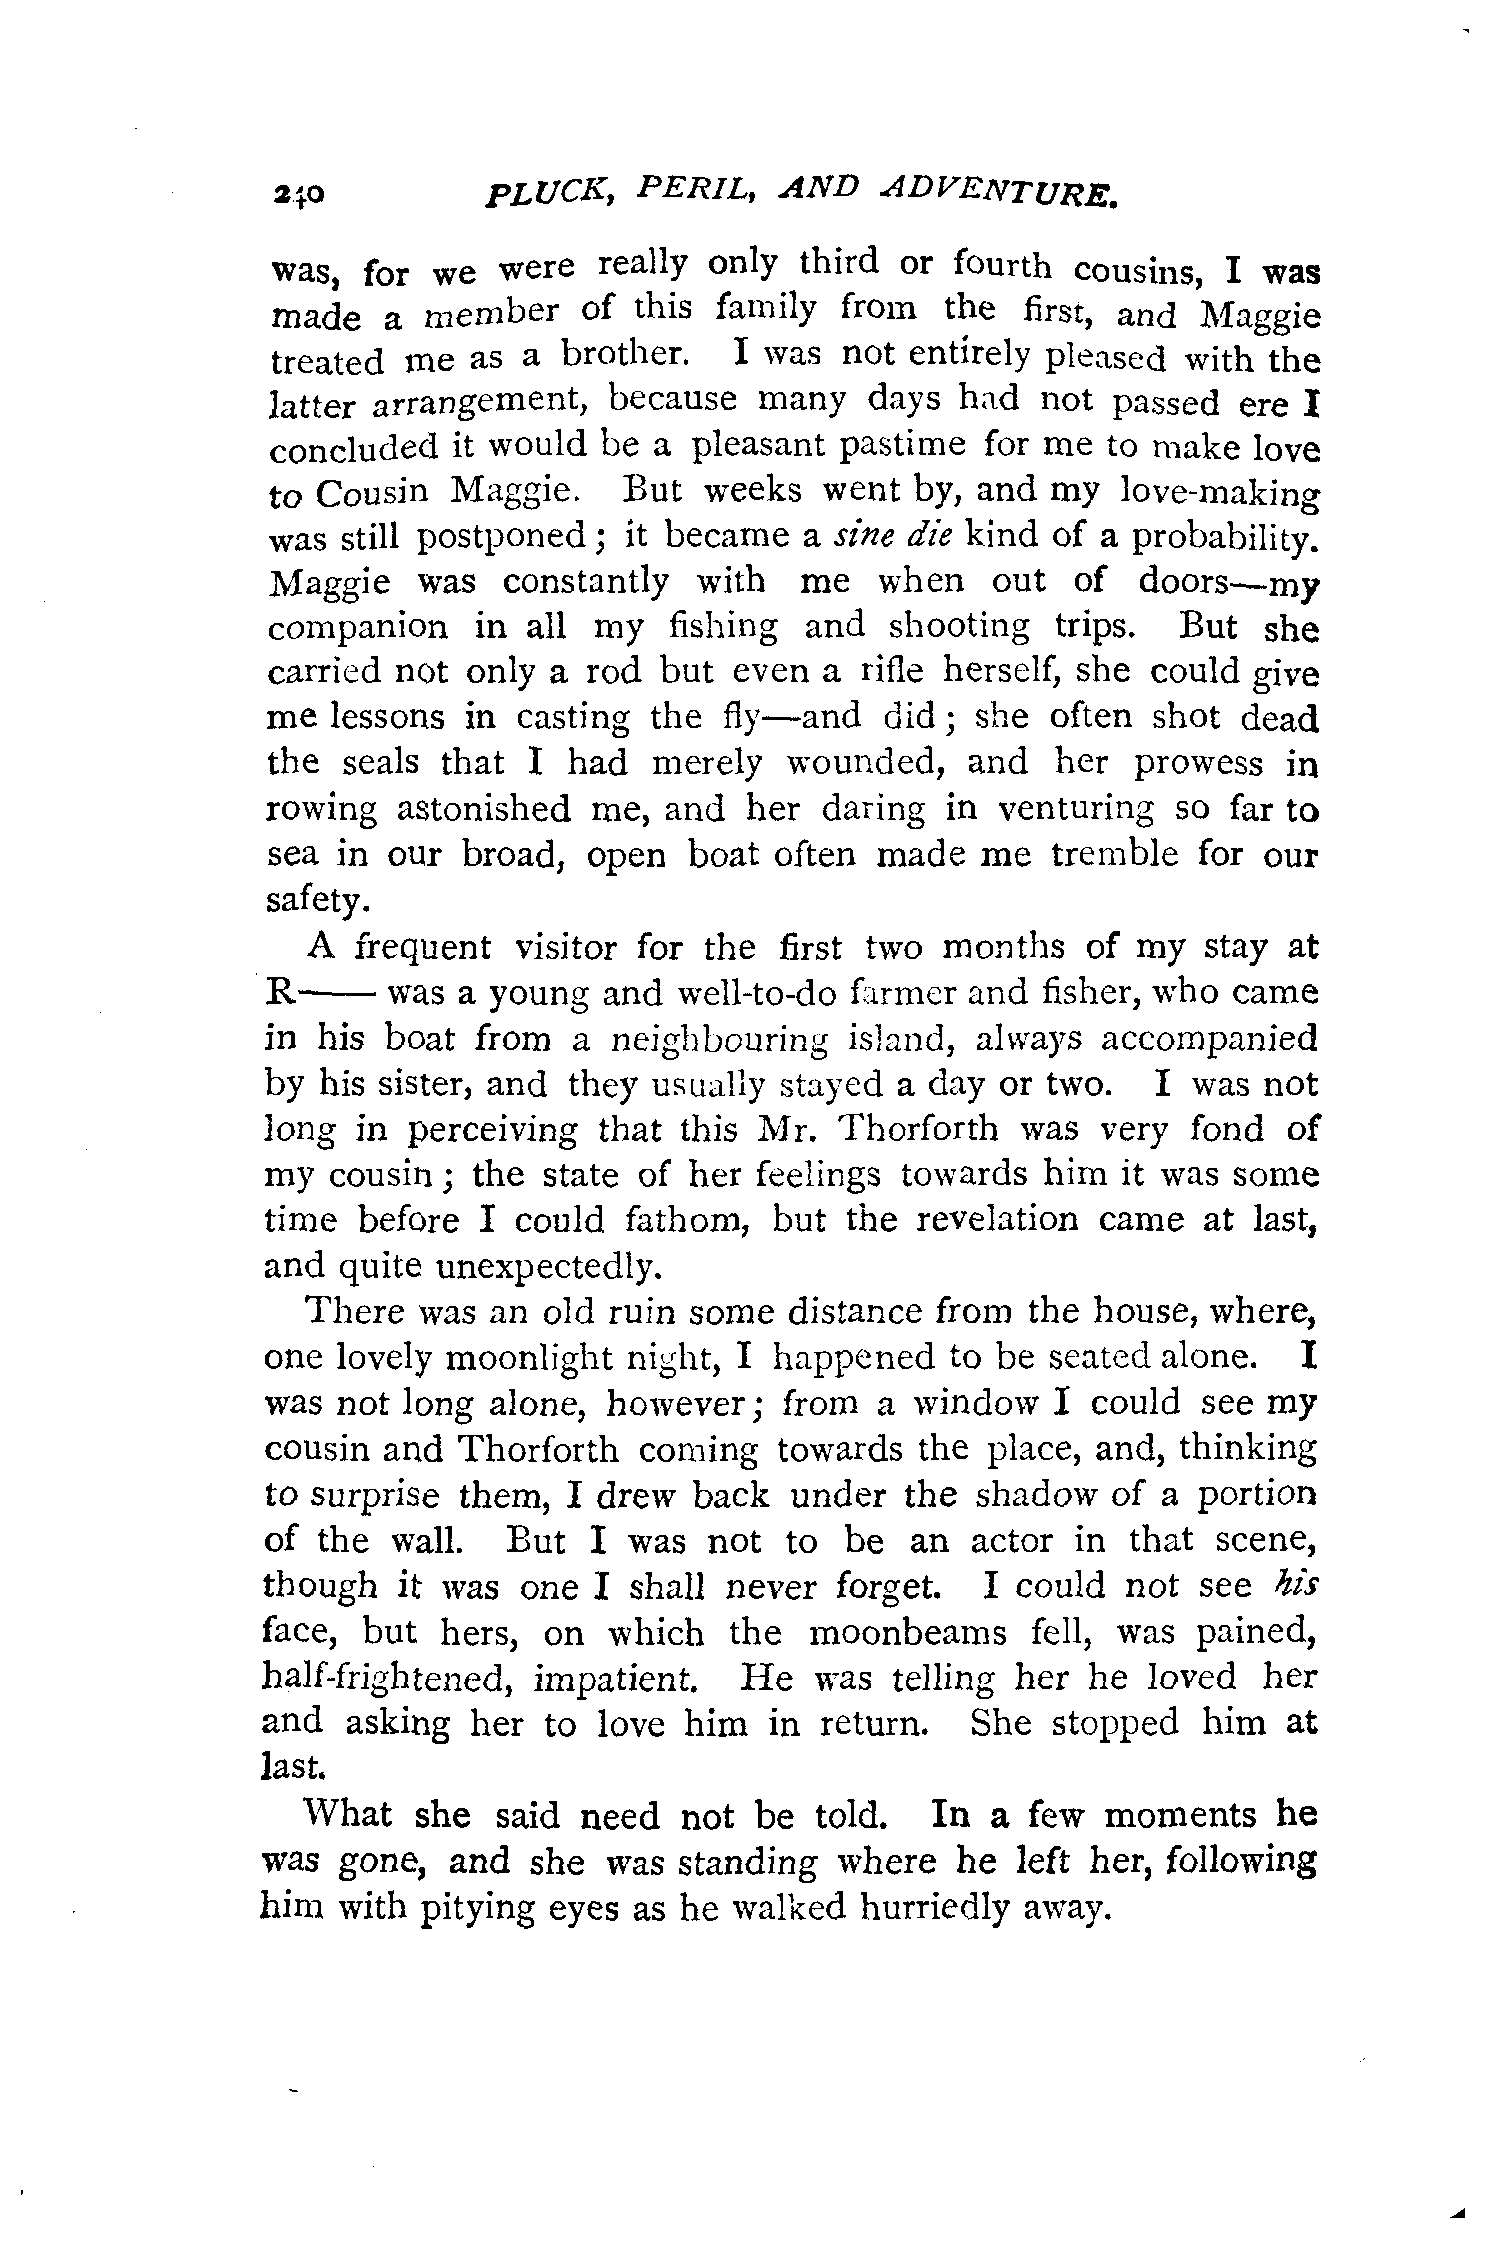 240 PLUCK, PERIL, AND ADVENTURE.
was, for we were really only third or fourth cousins, I was
made a member of this family from the first, and Maggie
treated me as a brother. I was not entirely pleased with the
latter arrangement, because many days had not passed ere I
concluded it would be a pleasant pastime for me to make love
to Cousin Maggie. But weeks went by, and my love-making
was still postponed; it became a sine die kind of a probability.
Maggie was constantly with me when out of doors—my
companion in all my fishing and shooting trips. But she
carried not only a rod but even a rifle herself, she could give
me lessons in casting the fly—and did; she often shot dead
the seals that I had merely wounded, and her prowess in
rowing astonished me, and her daring in venturing so far to
sea in our broad, open boat often made me tremble for our
safety.
A frequent visitor for the first two months of my stay at
R—— was a young and well-to-do farmer and fisher, who came
in his boat from a neighbouring island, always accompanied
by his sister, and they usually stayed a day or two. I was not
long in perceiving that this Mr. Thorforth was very fond of
my cousin; the state of her feelings towards him it was some
time before I could fathom, but the revelation came at last,
and quite unexpectedly.
There was an old ruin some distance from the house, where,
one lovely moonlight night, I happened to be seated alone. I
was not long alone, however; from a window I could see my
cousin and Thorforth coming towards the place, and, thinking
to surprise them, I drew back under the shadow of a portion
of the wall. But I was not to be an actor in that scene,
though it was one I shall never forget. I could not see his
face, but hers, on which the moonbeams fell, was pained,
half-frightened, impatient. He was telling her he loved her
and asking her to love him in return. She stopped him at
last.
What she said need not be told. In a few moments he
was gone, and she was standing where he left her, following
him with pitying eyes as he walked hurriedly away.